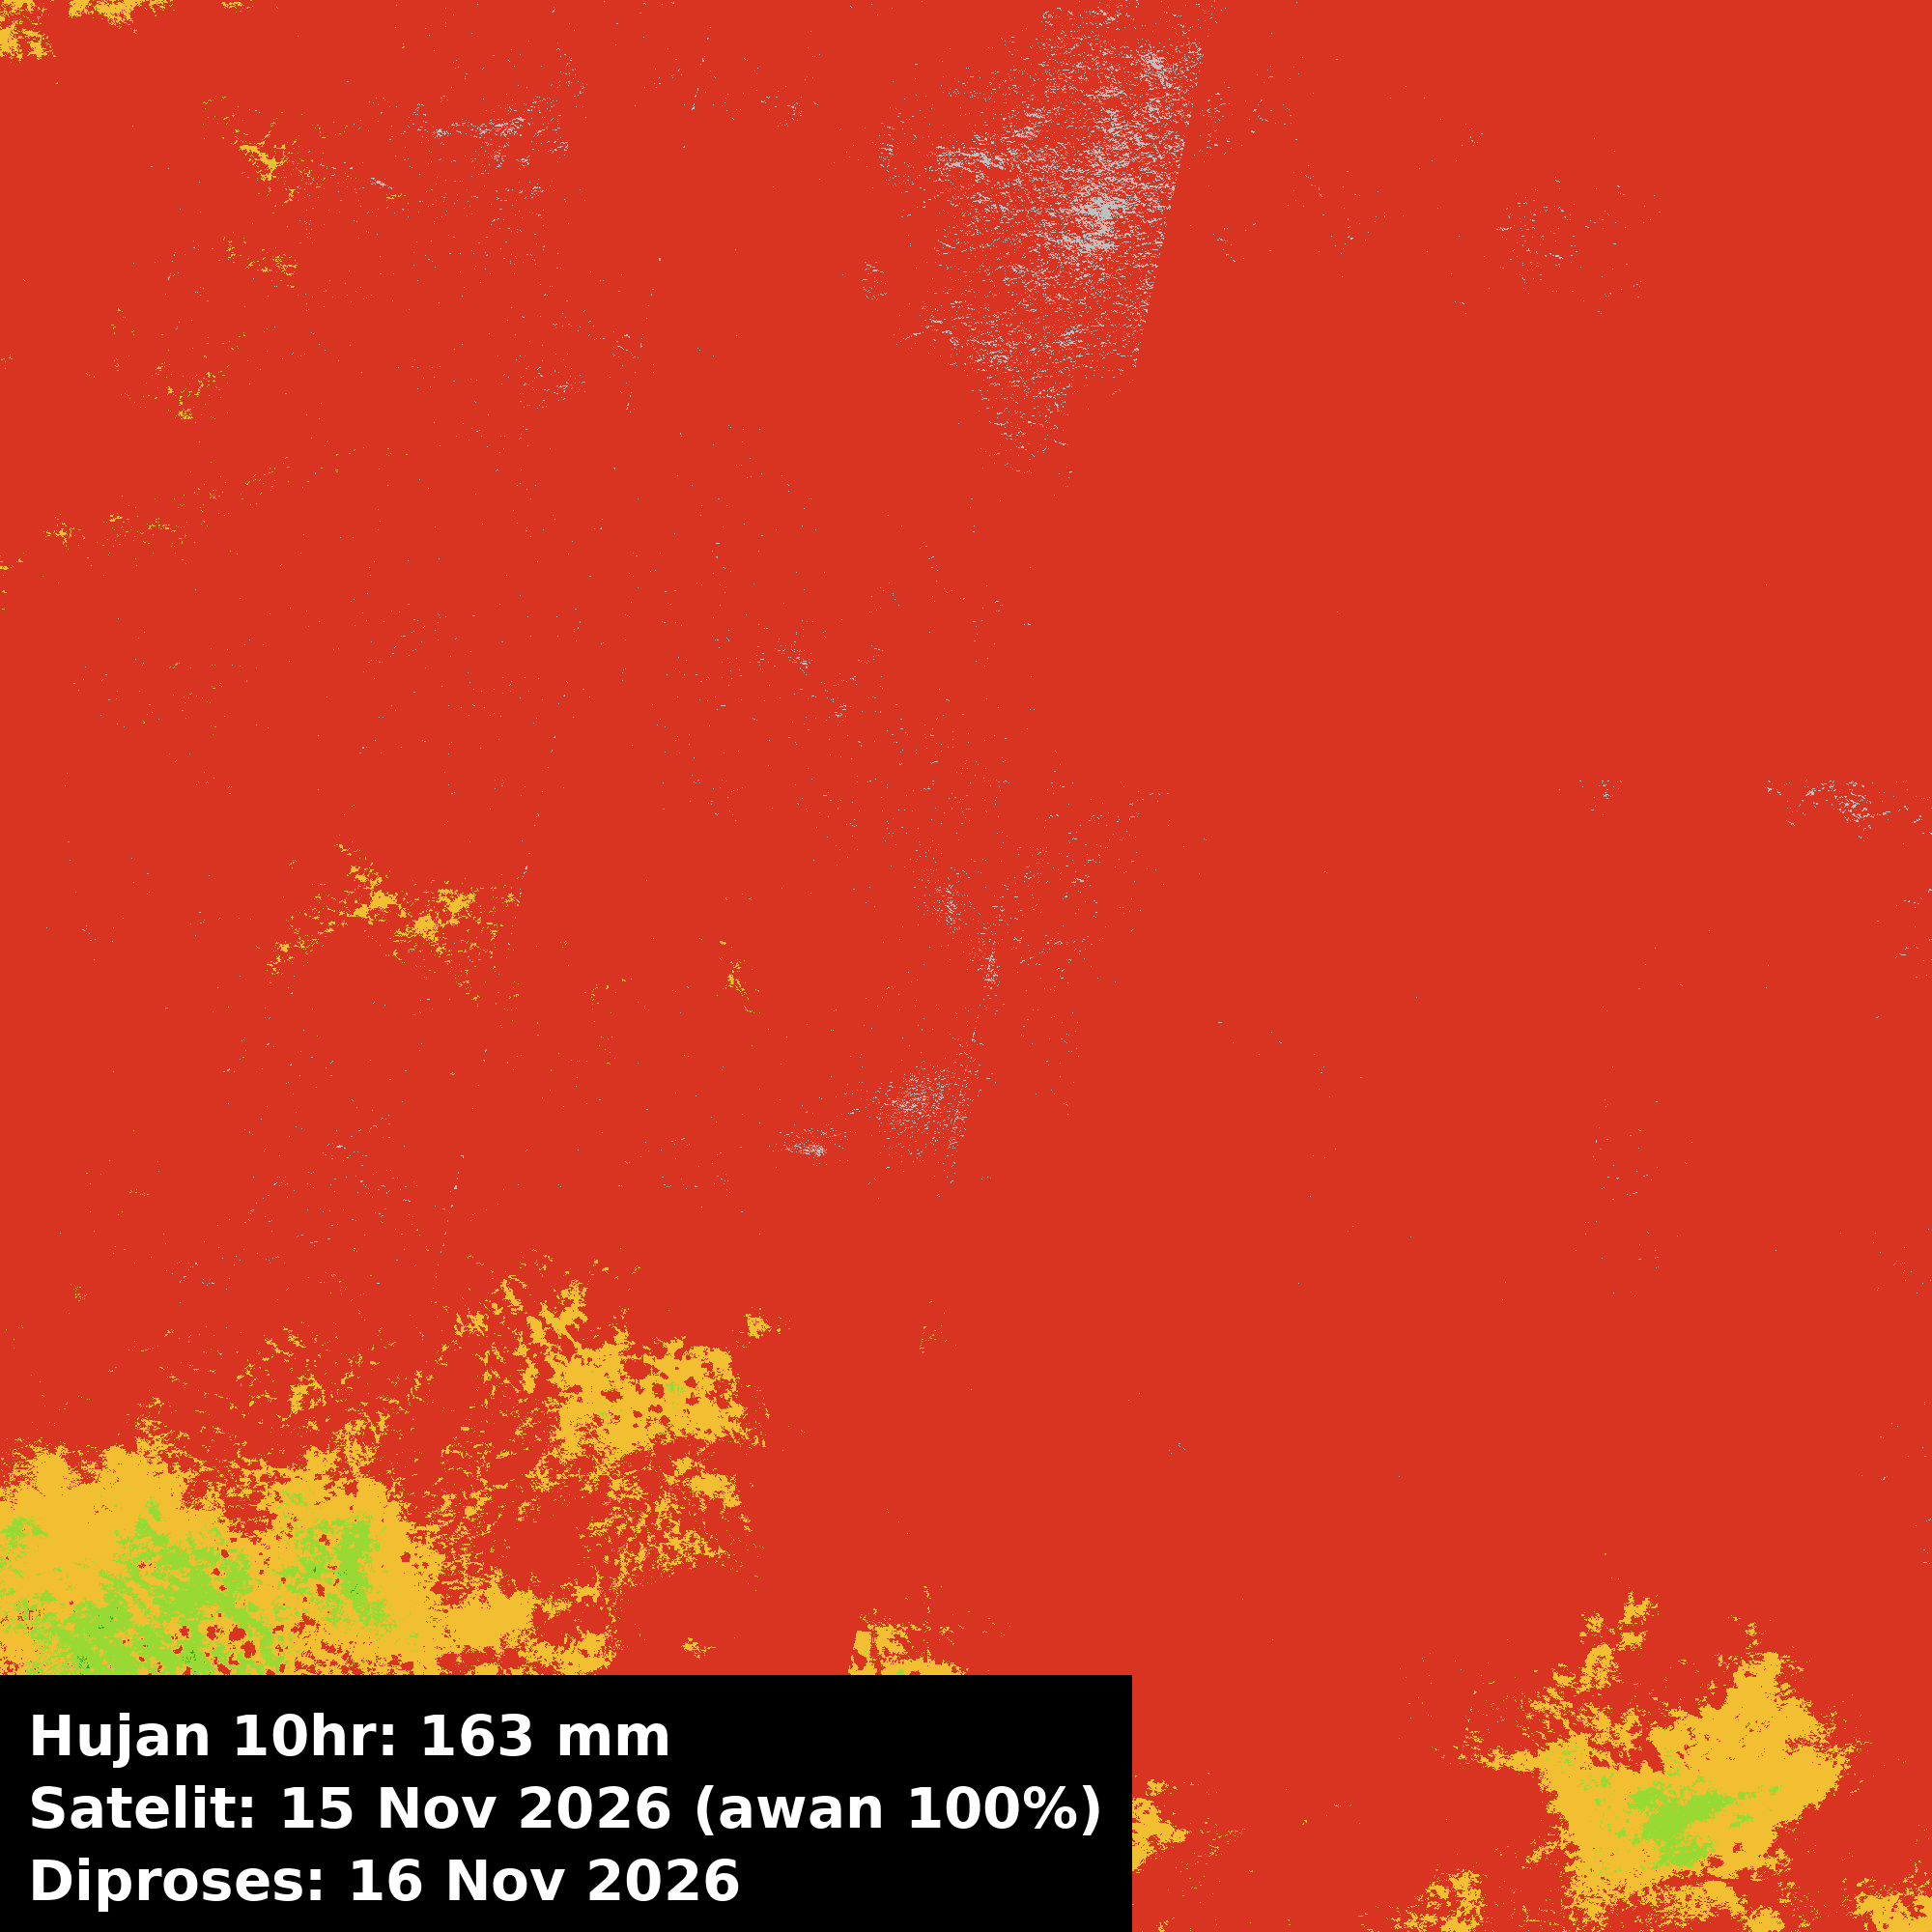 Hujan 10hr: 163 mm
Satelit: 15 Nov 2026 (awan 100%)
Diproses: 16 Nov 2026